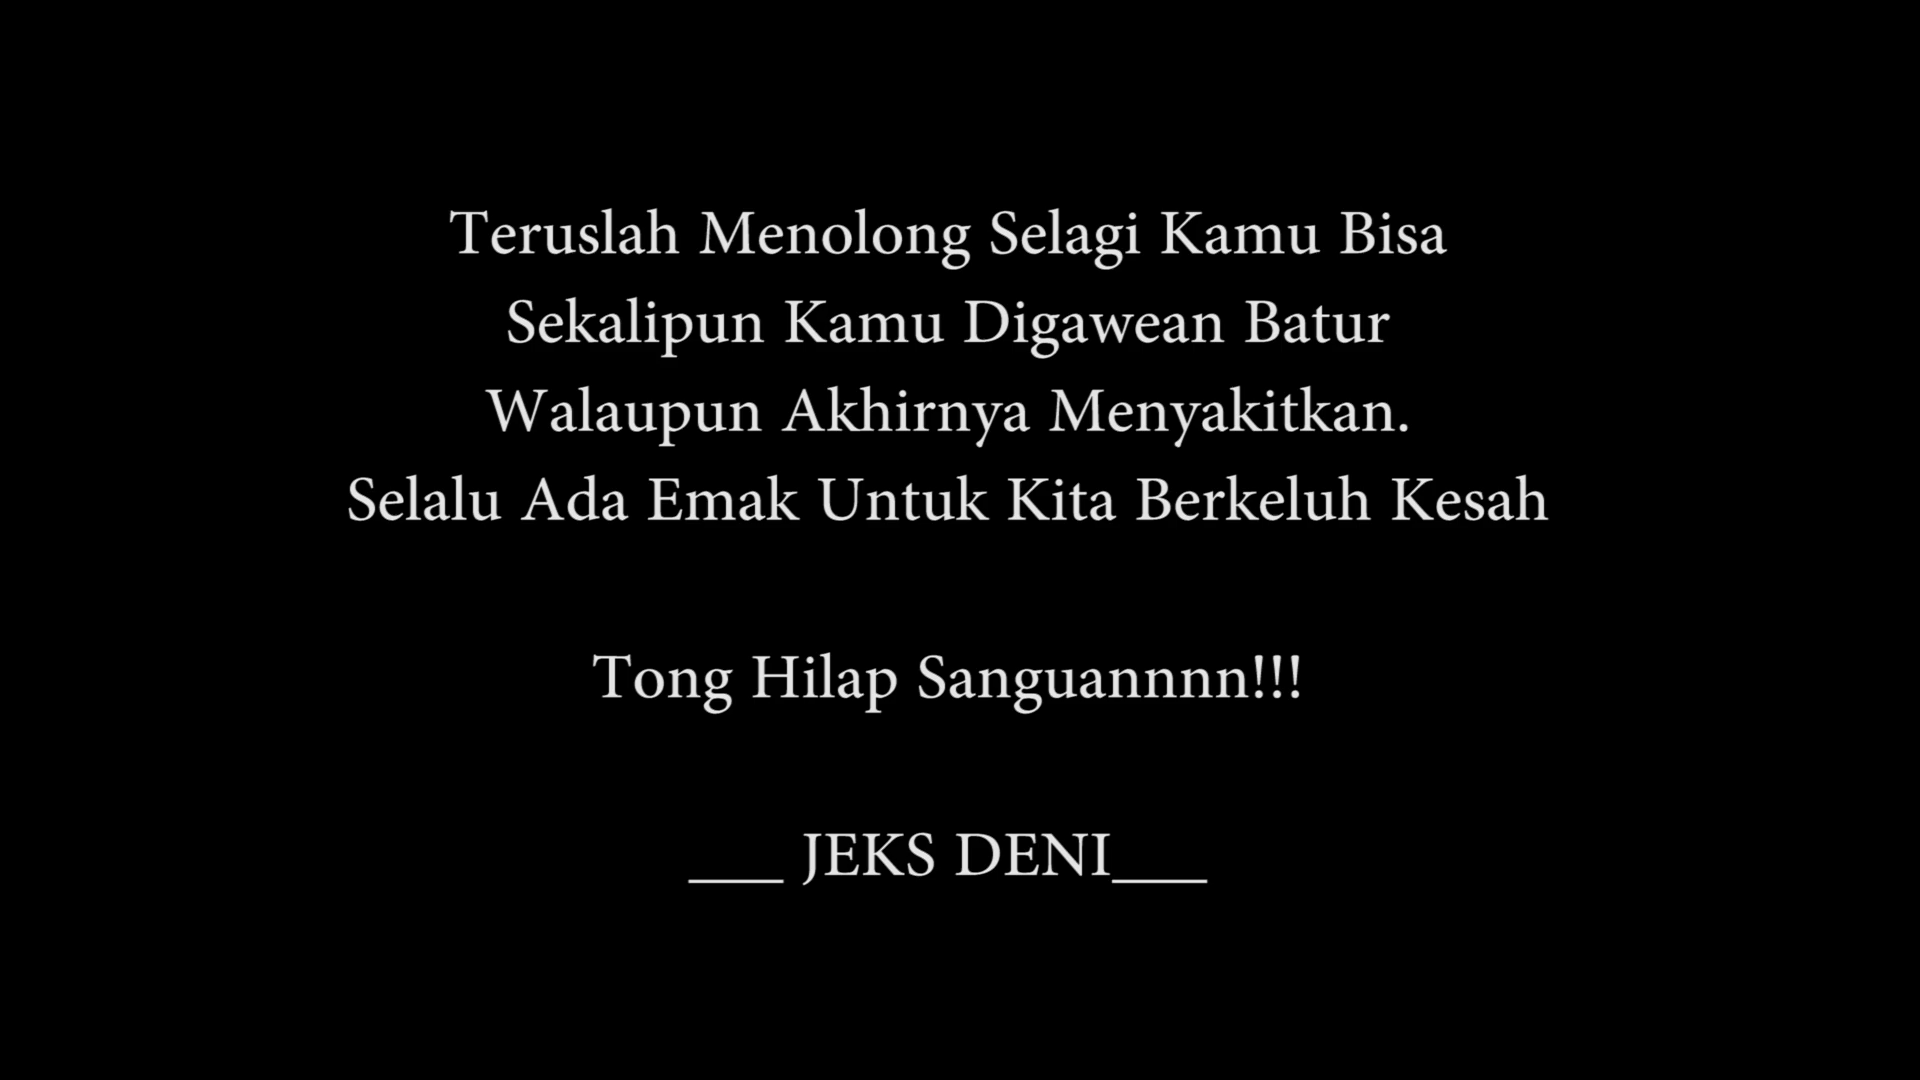 Teruslah Menolong Selagi Kamu Bisa
Sekalipun Kamu Digawean Batur
Walaupun Akhirnya Menyakitkan.
Selalu Ada Emak Untuk Kita Berkeluh Kesah
Tong Hilap Sanguannnn!!!
___ JEKS DENI___